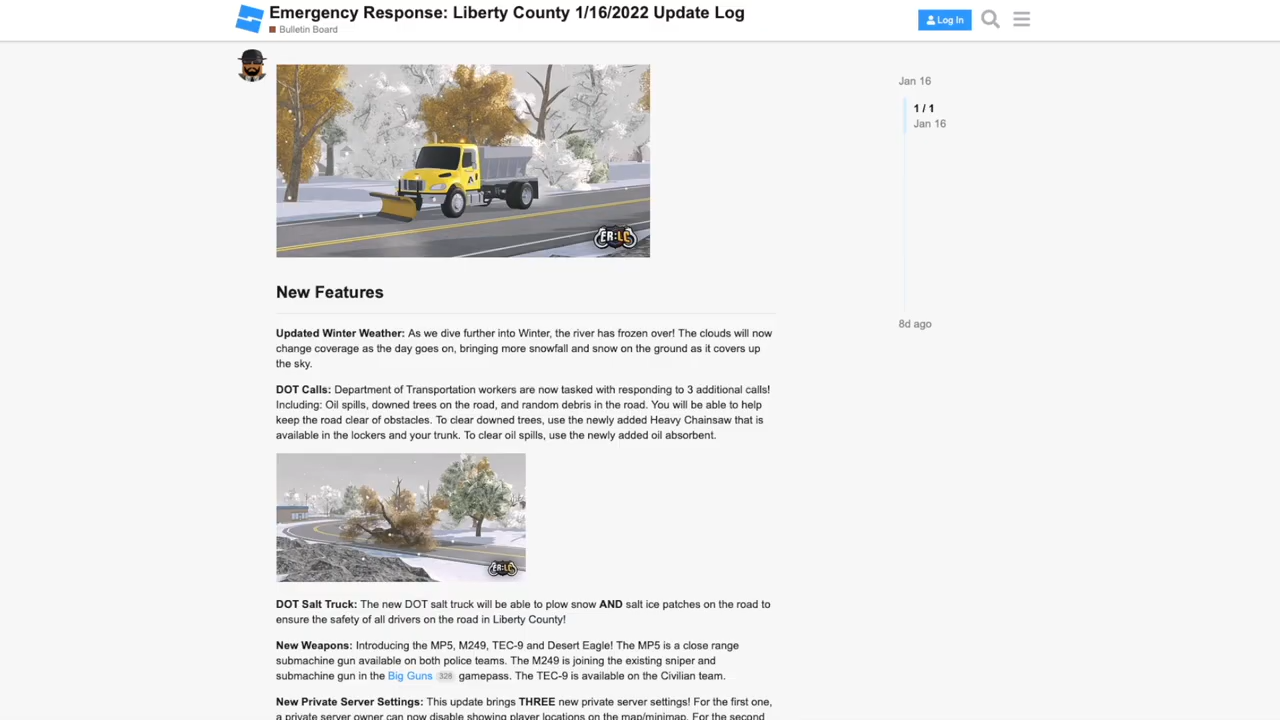 Emergency Response: Liberty County 1/16/2022 Update Log
Bulletin Board
Log In
Jan 16
1 / 1
Jan 16
8d ago
ER:LC
New Features
Updated Winter Weather: As we dive further into Winter, the river has frozen over! The clouds will now
change coverage as the day goes on, bringing more snowfall and snow on the ground as it covers up
the sky.
DOT Calls: Department of Transportation workers are now tasked with responding to 3 additional calls!
Including: Oil spills, downed trees on the road, and random debris in the road. You will be able to help
keep the road clear of obstacles. To clear downed trees, use the newly added Heavy Chainsaw that is
available in the lockers and your trunk. To clear oil spills, use the newly added oil absorbent.
ER:LC
DOT Salt Truck: The new DOT salt truck will be able to plow snow AND salt ice patches on the road to
ensure the safety of all drivers on the road in Liberty County!
New Weapons: Introducing the MP5, M249, TEC-9 and Desert Eagle! The MP5 is a close range
submachine gun available on both police teams. The M249 is joining the existing sniper and
submachine gun in the Big Guns 328 gamepass. The TEC-9 is available on the Civilian team.
New Private Server Settings: This update brings THREE new private server settings! For the first one,
a private server owner can now disable showing player locations on the map/minimap. For the second